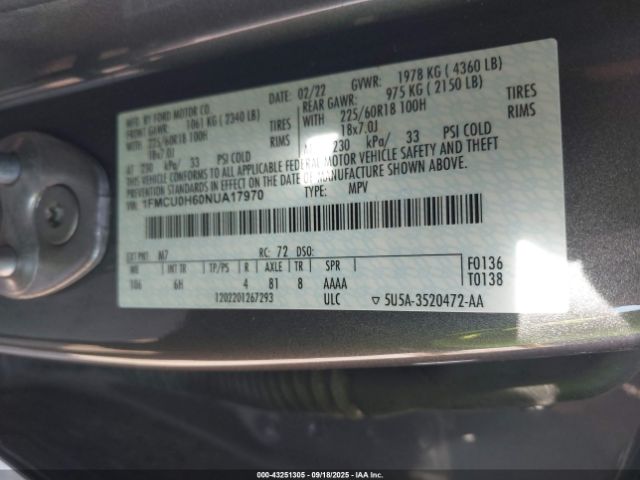 MFD. BY FORD MOTOR CO. DATE: 02/22 GVWR: 1978 KG ( 4360 LB)
FRONT GAWR: 1061 KG ( 2340 LB) REAR GAWR: 975 KG ( 2150 LB)
WITH 225/60R18 100H TIRES WITH 225/60R18 100H TIRES
18x7.0J RIMS 18x7.0J RIMS
AT 230 kPa/ 33 PSI COLD 230 kPa/ 33 PSI COLD
THIS VEHICLE CONFORMS TO ALL APPLICABLE FEDERAL MOTOR VEHICLE SAFETY AND THEFT
PREVENTION STANDARDS IN EFFECT ON THE DATE OF MANUFACTURE SHOWN ABOVE.
VIN: 1FMCU0H60NUA17970 TYPE: MPV
EXT PNT: M7 RC: 72 DSO: F0136
WB INT TR TP/PS R AXLE TR SPR T0138
106 6H 4 81 8 AAAA
1202201267293 ULC ▽ 5U5A-3520472-AA
000-43251305 - 09/18/2025 - IAA INC.